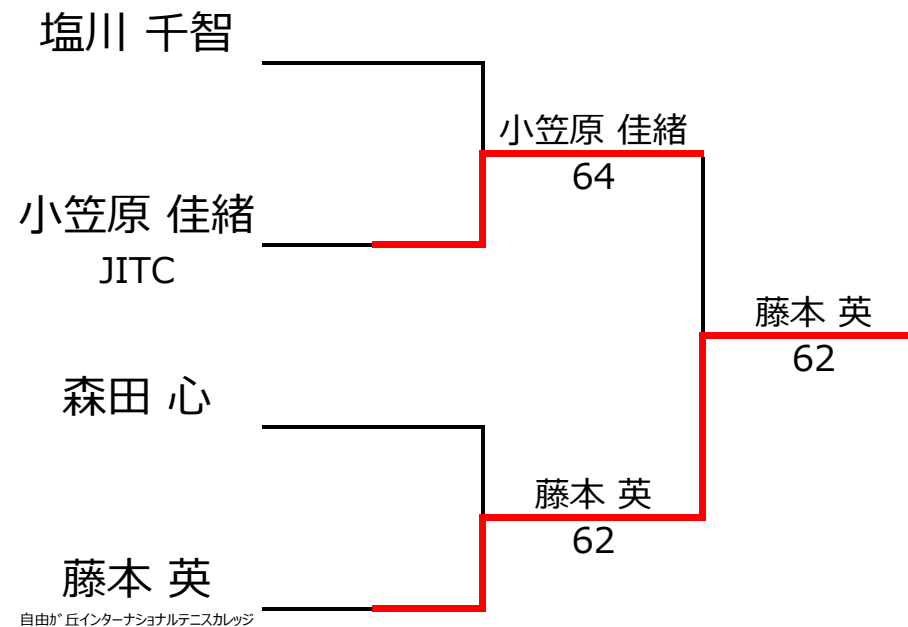 塩川 千智
小笠原 佳緒
64
小笠原 佳緒
JITC
藤本 英
62
森田 心
藤本 英
62
藤本 英
自由が丘インターナショナルテニスカレッジ